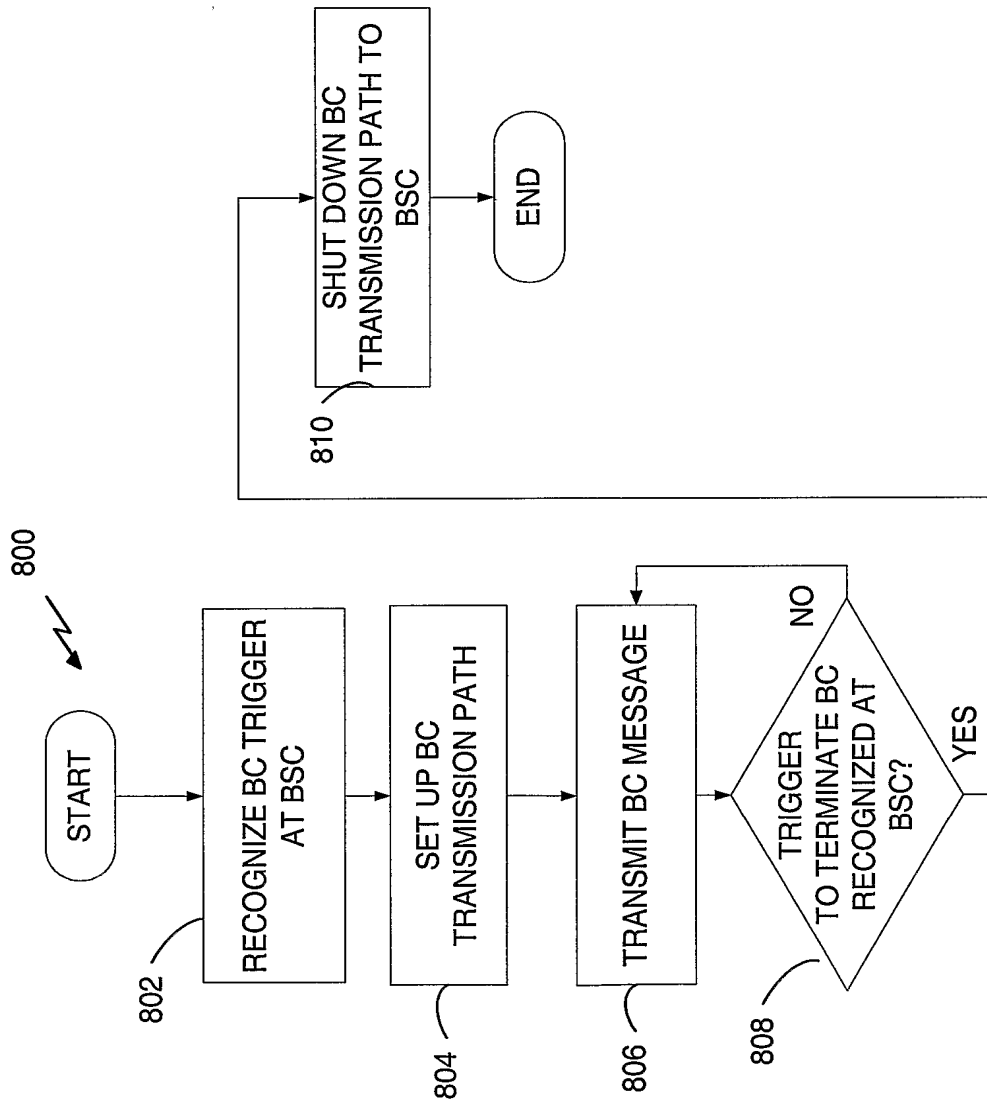 800
START
802
RECOGNIZE BC TRIGGER
AT BSC
804
SET UP BC
TRANSMISSION PATH
806
TRANSMIT BC MESSAGE
808
TRIGGER
TO TERMINATE BC
RECOGNIZED AT
BSC?
NO
YES
810
SHUT DOWN BC
TRANSMISSION PATH TO
BSC
END